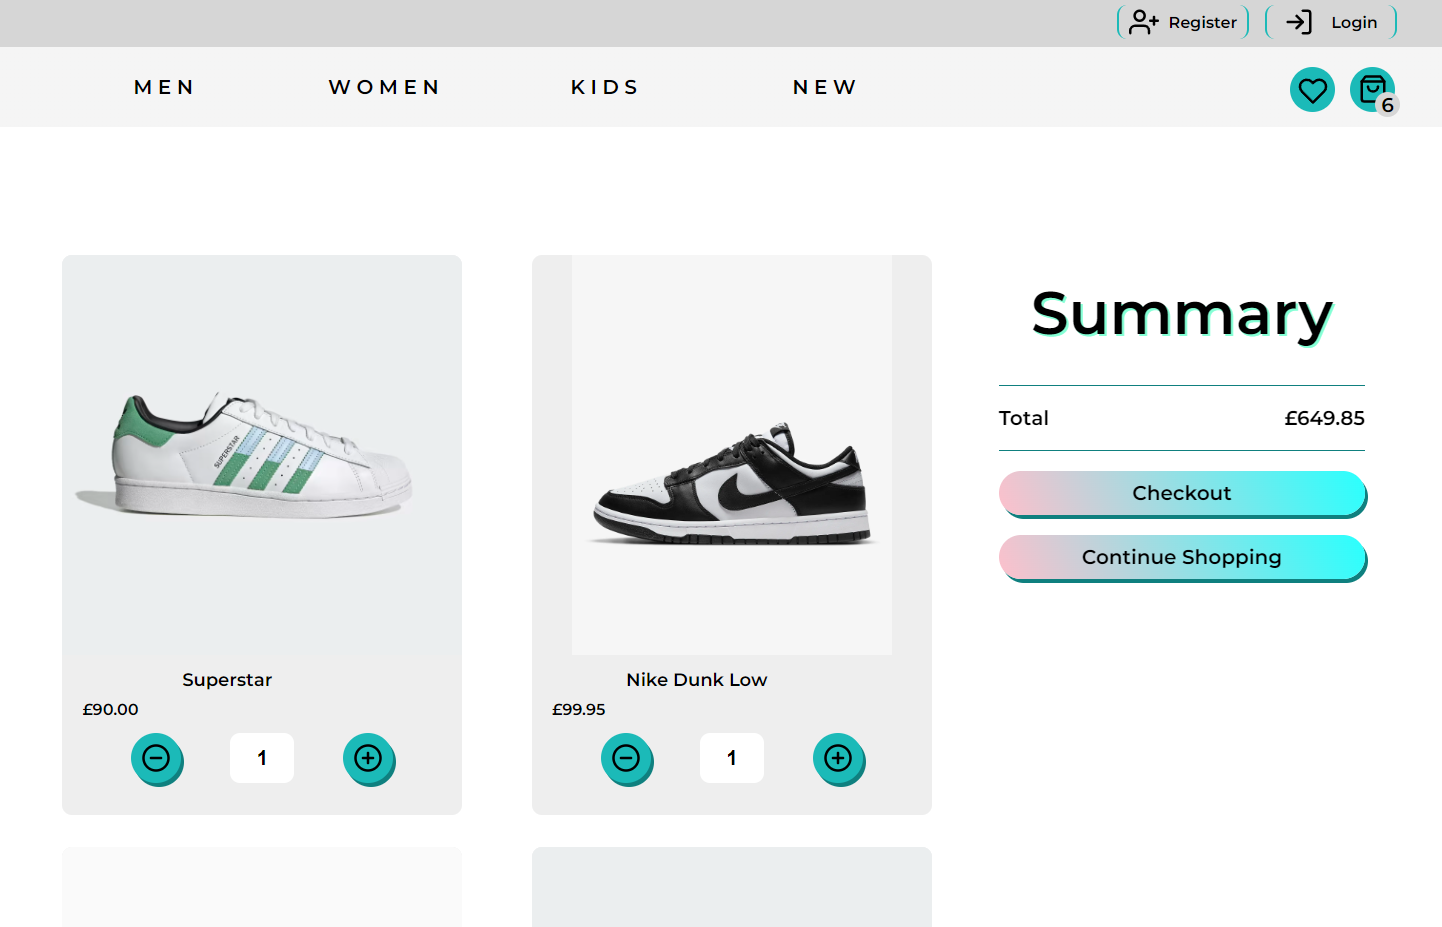 Register
Login
MEN
WOMEN
KIDS
NEW
6
SUPERSTAR
Superstar
£90.00
1
Nike Dunk Low
£99.95
1
Summary
Total
£649.85
Checkout
Continue Shopping